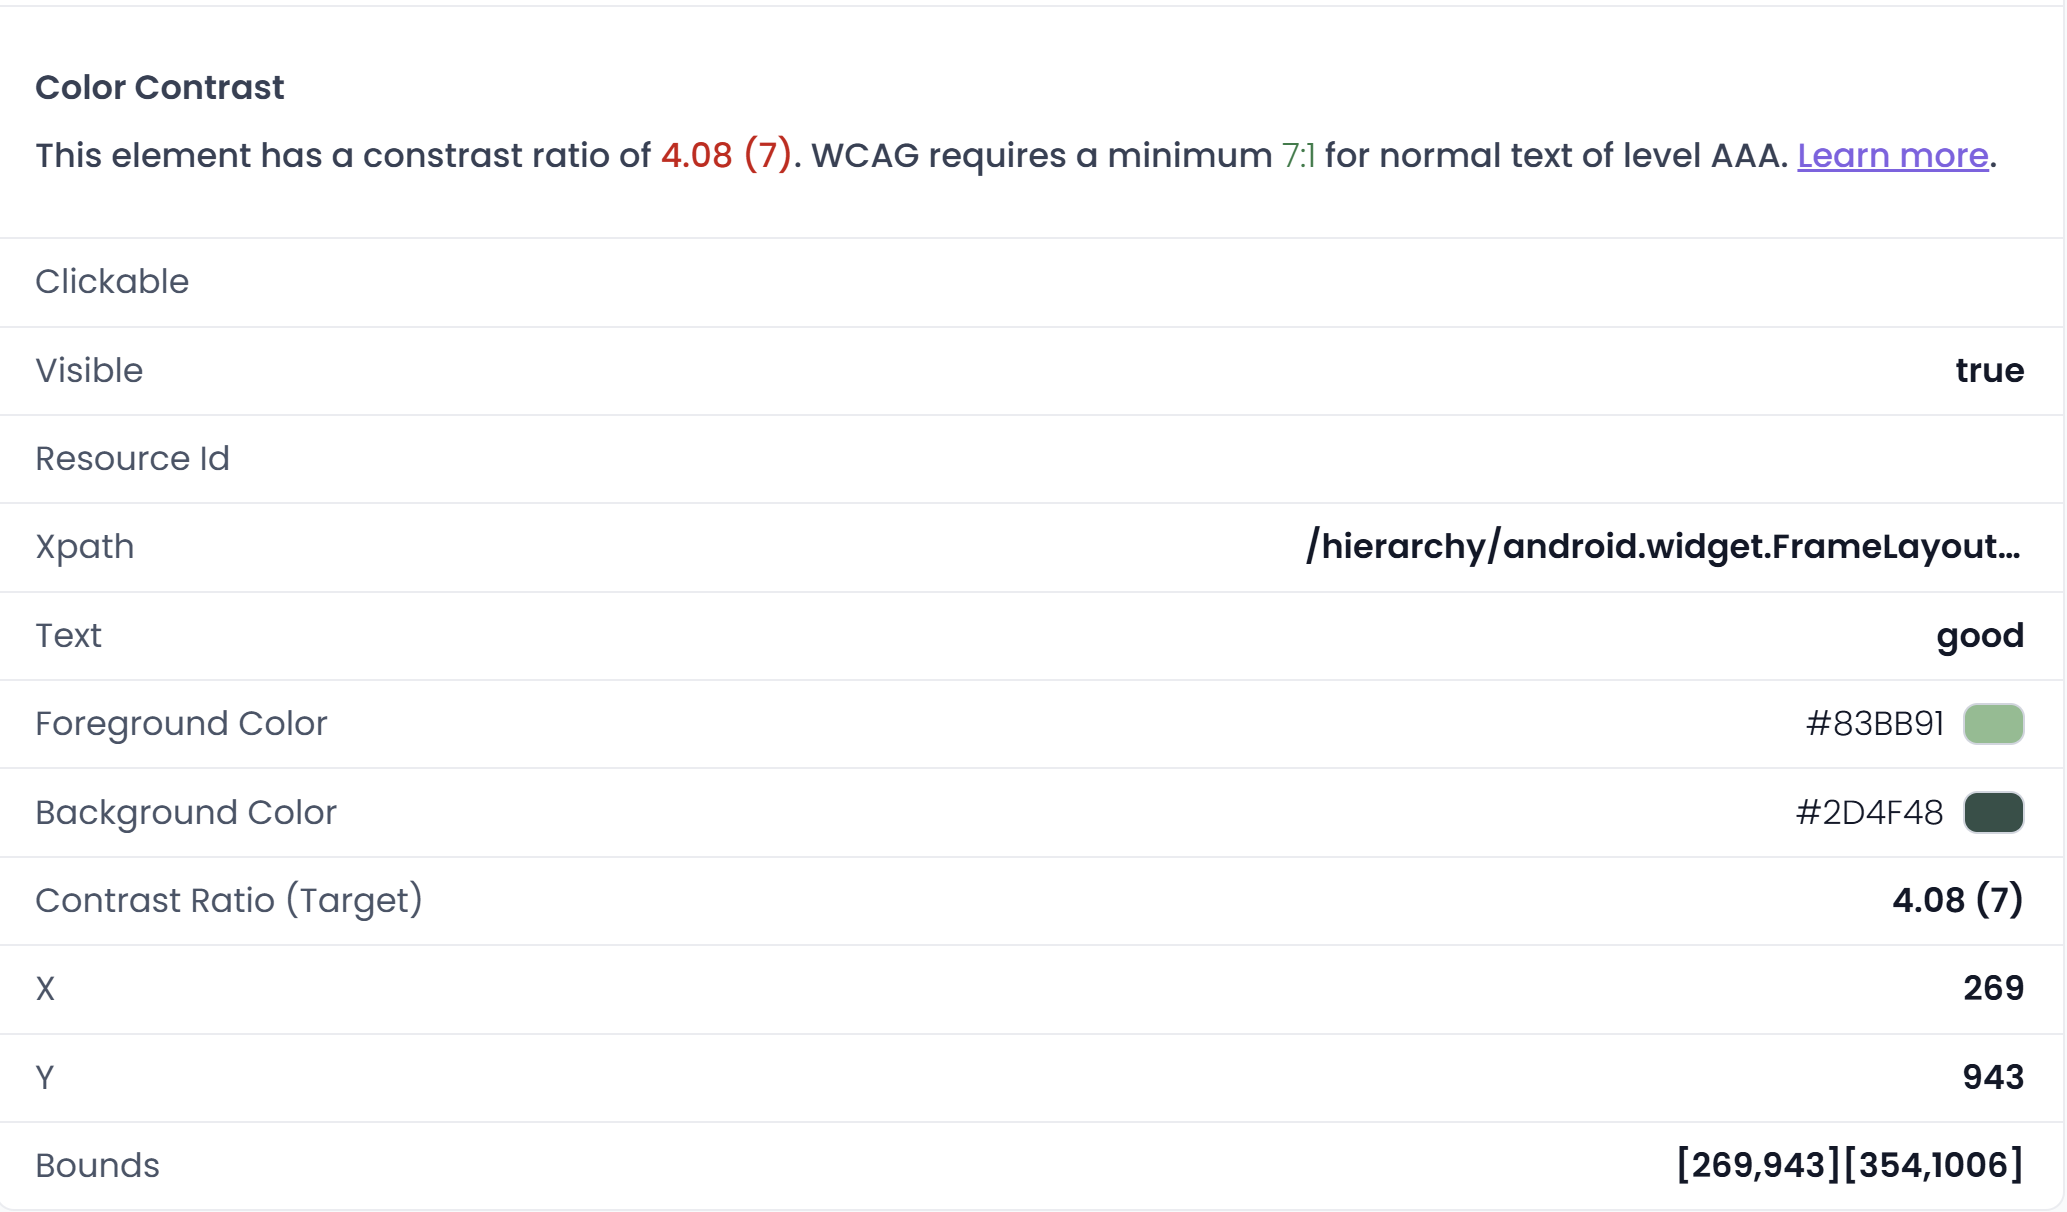 Color Contrast
This element has a constrast ratio of 4.08 (7). WCAG requires a minimum 7:1 for normal text of level AAA. Learn more.
Clickable
Visible true
Resource Id
Xpath /hierarchy/android.widget.FrameLayout...
Text good
Foreground Color #83BB91
Background Color #2D4F48
Contrast Ratio (Target) 4.08 (7)
X 269
Y 943
Bounds [269,943][354,1006]